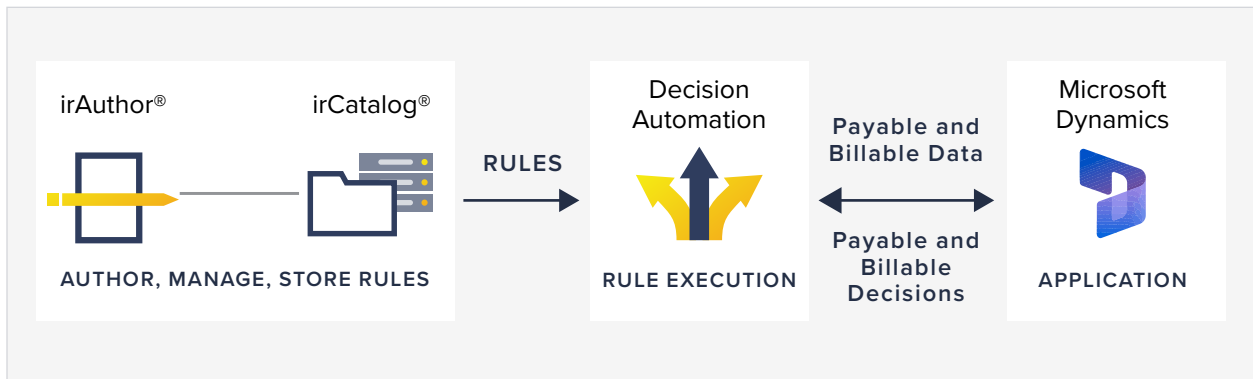 irAuthor®
irCatalog®
AUTHOR, MANAGE, STORE RULES
RULES
Decision
Automation
RULE EXECUTION
Payable and
Billable Data
Payable and
Billable
Decisions
Microsoft
Dynamics
APPLICATION